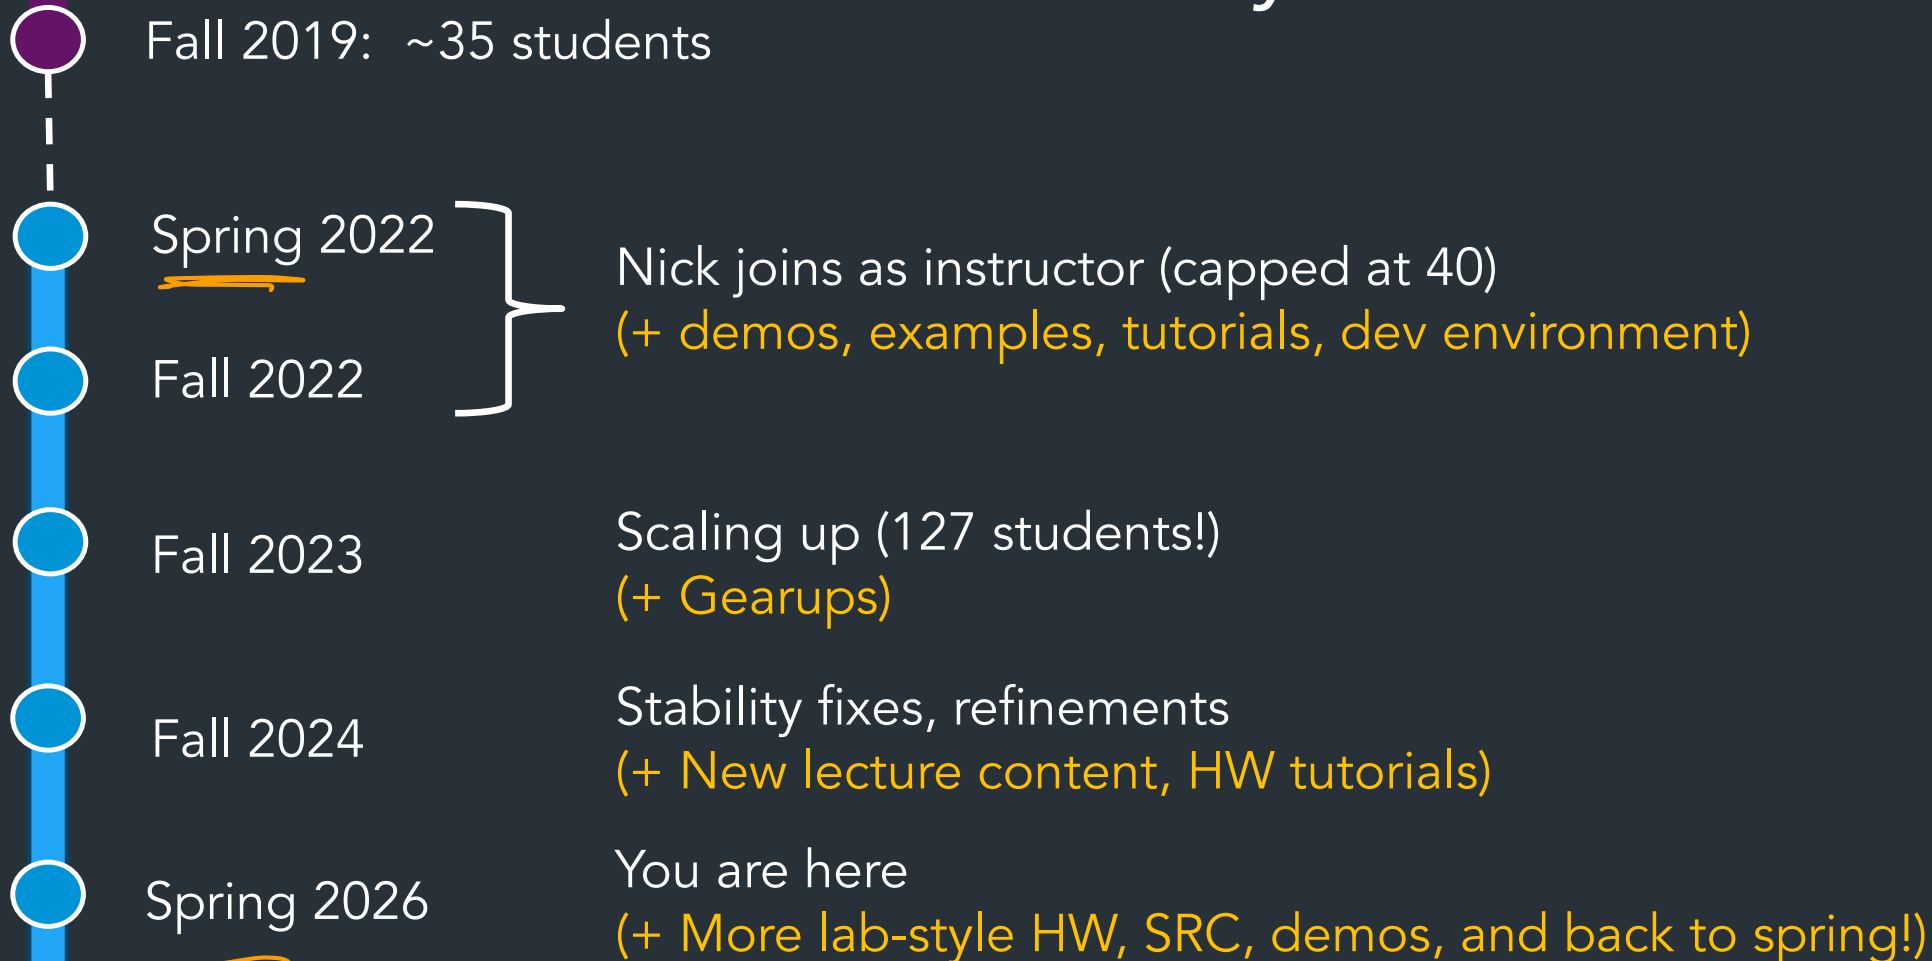 Fall 2019: ~35 students
Spring 2022
Nick joins as instructor (capped at 40)
(+ demos, examples, tutorials, dev environment)
Fall 2022
Fall 2023
Scaling up (127 students!)
(+ Gearups)
Fall 2024
Stability fixes, refinements
(+ New lecture content, HW tutorials)
Spring 2026
You are here
(+ More lab-style HW, SRC, demos, and back to spring!)